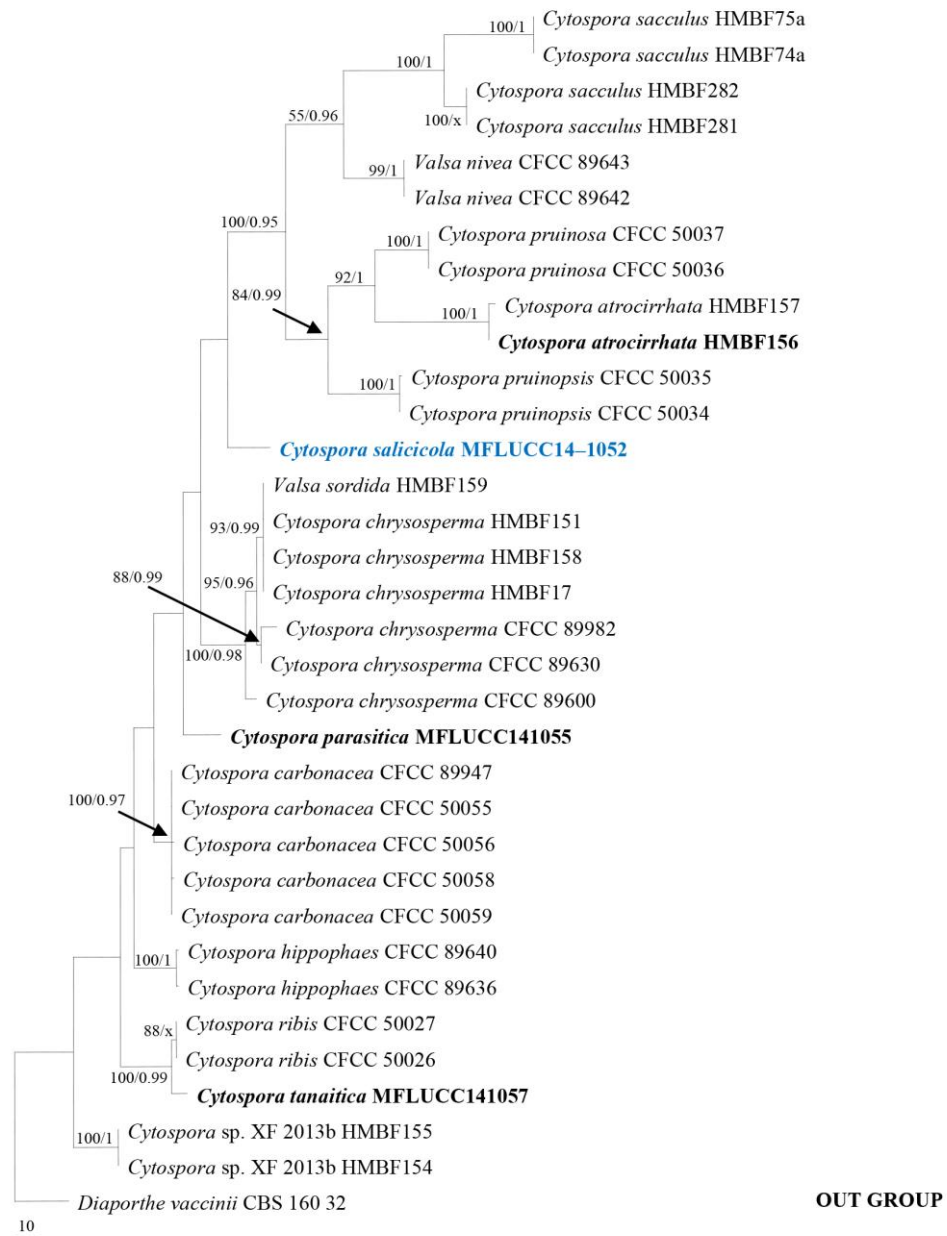 100/1
Cytospora sacculus HMBF75a
Cytospora sacculus HMBF74a
100/1
Cytospora sacculus HMBF282
100/x
Cytospora sacculus HMBF281
55/0.96
Valsa nivea CFCC 89643
99/1
Valsa nivea CFCC 89642
100/0.95
Cytospora pruinosa CFCC 50037
100/1
Cytospora pruinosa CFCC 50036
92/1
84/0.99
Cytospora atrocirrhata HMBF157
100/1
Cytospora atrocirrhata HMBF156
Cytospora pruinopsis CFCC 50035
100/1
Cytospora pruinopsis CFCC 50034
Cytospora salicicola MFLUCC14–1052
Valsa sordida HMBF159
93/0.99
Cytospora chrysosperma HMBF151
Cytospora chrysosperma HMBF158
88/0.99
95/0.96
Cytospora chrysosperma HMBF17
Cytospora chrysosperma CFCC 89982
100/0.98
Cytospora chrysosperma CFCC 89630
Cytospora chrysosperma CFCC 89600
Cytospora parasitica MFLUCC141055
Cytospora carbonacea CFCC 89947
100/0.97
Cytospora carbonacea CFCC 50055
Cytospora carbonacea CFCC 50056
Cytospora carbonacea CFCC 50058
Cytospora carbonacea CFCC 50059
Cytospora hippophaes CFCC 89640
100/1
Cytospora hippophaes CFCC 89636
Cytospora ribis CFCC 50027
88/x
Cytospora ribis CFCC 50026
100/0.99
Cytospora tanaitica MFLUCC141057
Cytospora sp. XF 2013b HMBF155
100/1
Cytospora sp. XF 2013b HMBF154
Diaporthe vaccinii CBS 160 32
OUT GROUP
10